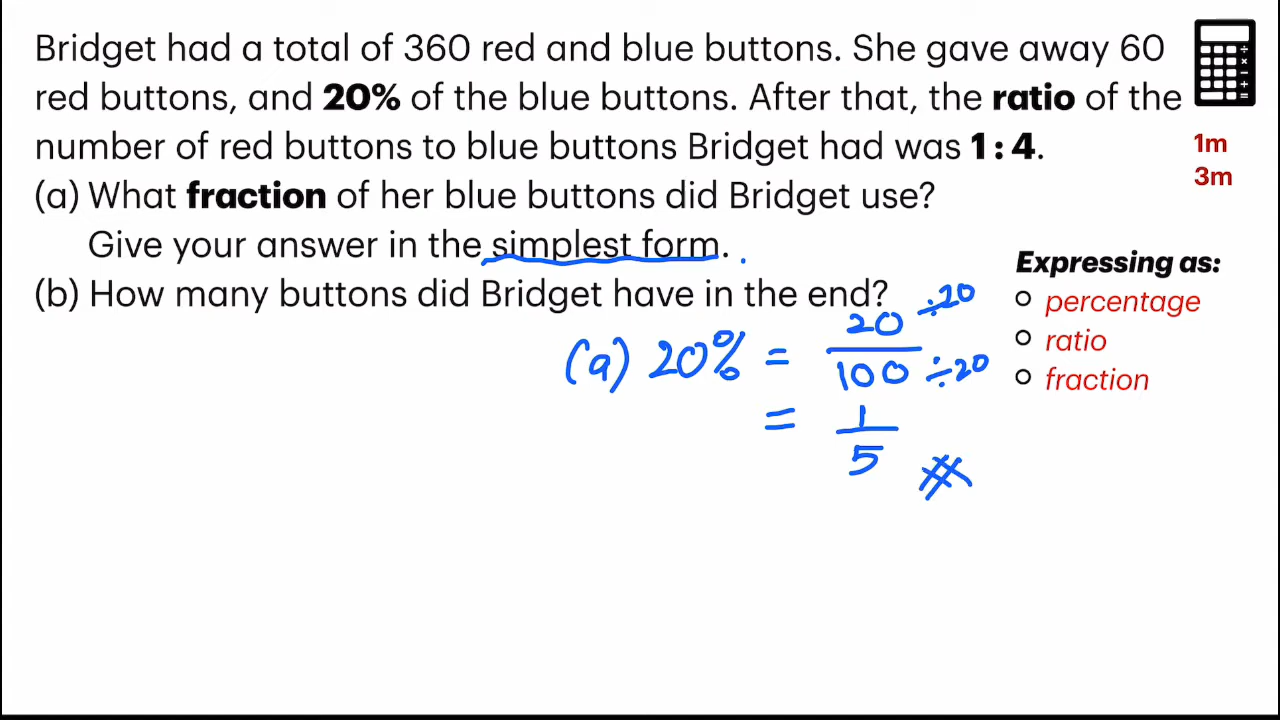 Bridget had a total of 360 red and blue buttons. She gave away 60
red buttons, and 20% of the blue buttons. After that, the ratio of the
number of red buttons to blue buttons Bridget had was 1 : 4.
(a) What fraction of her blue buttons did Bridget use?
Give your answer in the simplest form.
(b) How many buttons did Bridget have in the end?
1m
3m
Expressing as:
percentage
ratio
fraction
(a) 20% = 20 ÷20
100 ÷20
= 1
5